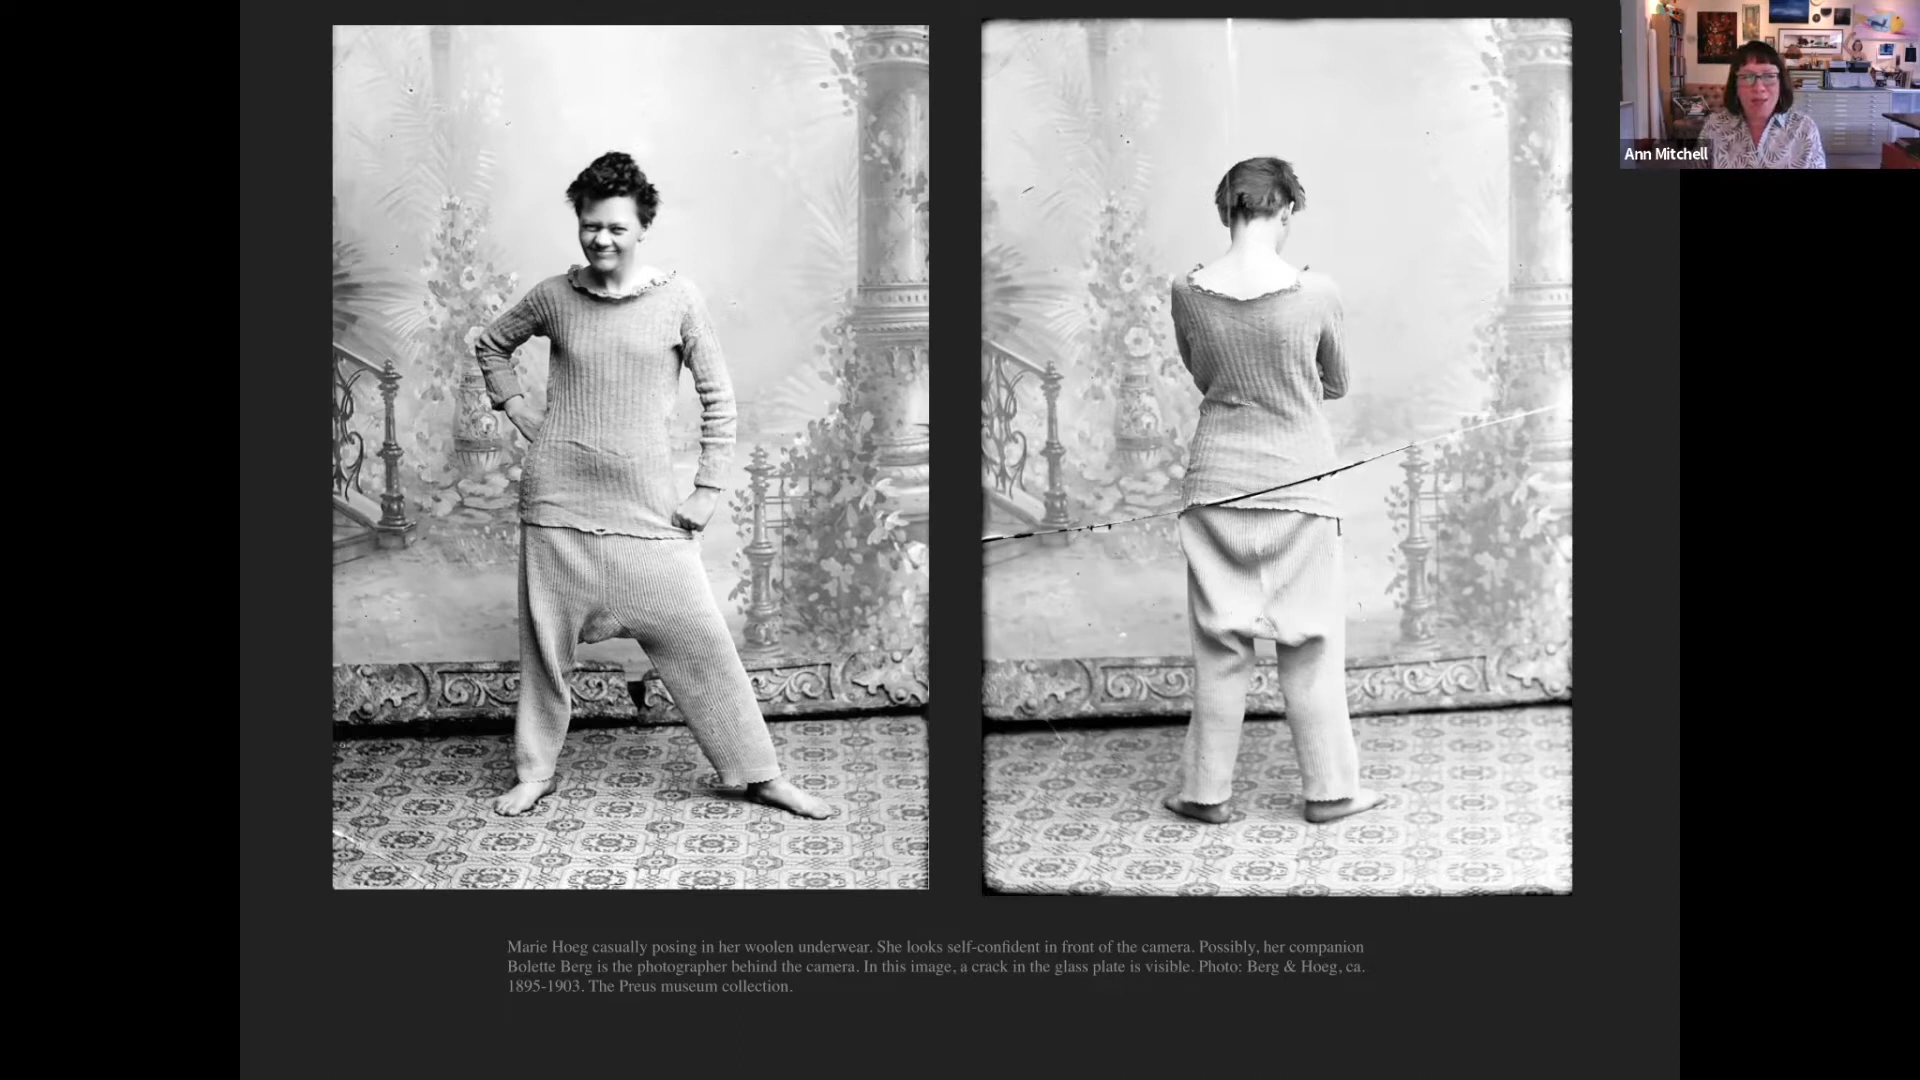 Ann Mitchell
Marie Hoeg casually posing in her woolen underwear. She looks self-confident in front of the camera. Possibly, her companion
Bolette Berg is the photographer behind the camera. In this image, a crack in the glass plate is visible. Photo: Berg & Hoeg, ca.
1895-1903. The Preus museum collection.